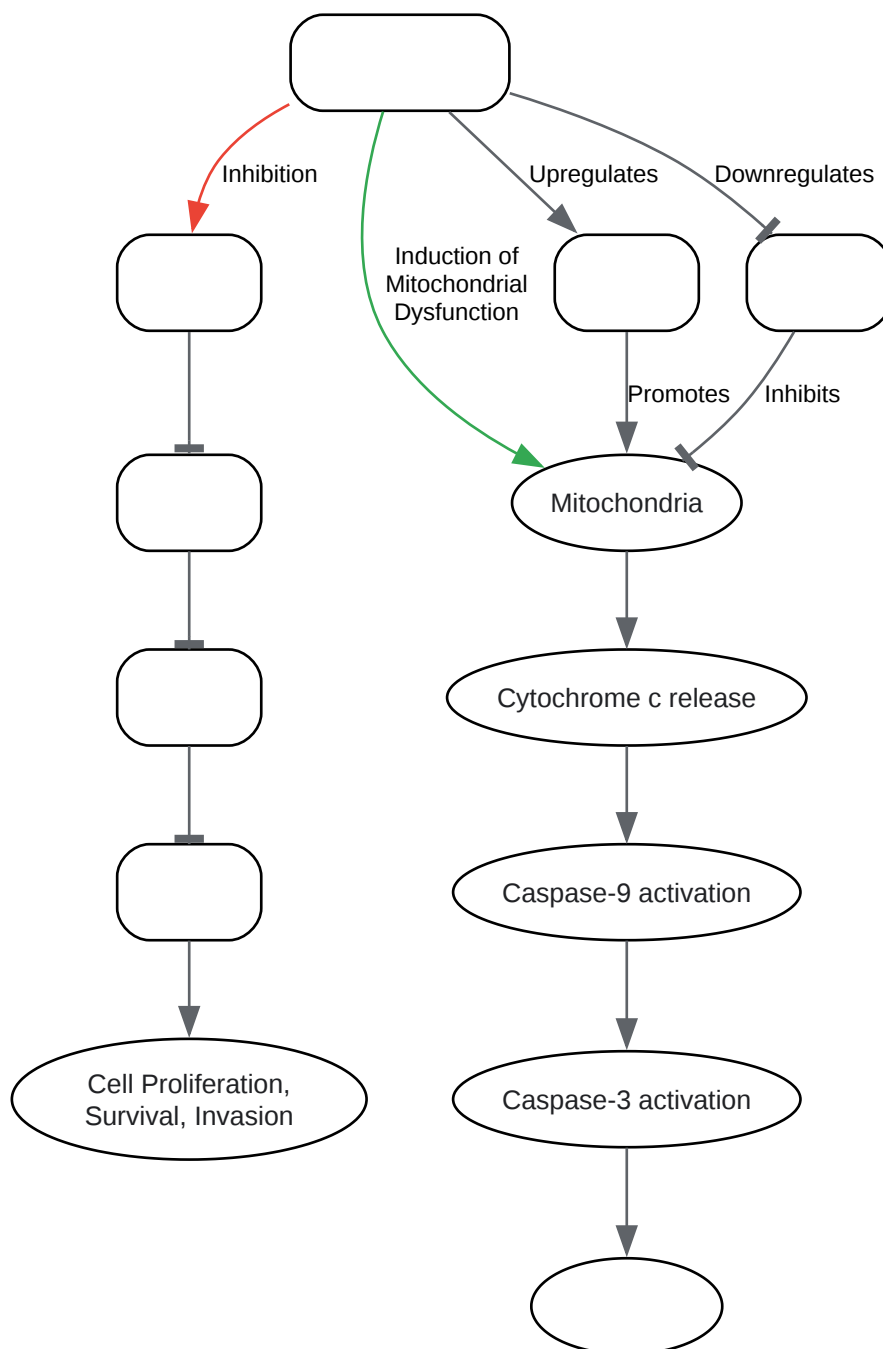 Inhibition
Upregulates
Downregulates
Induction of
Mitochondrial
Dysfunction
Promotes
Inhibits
Mitochondria
Cytochrome c release
Caspase-9 activation
Cell Proliferation,
Survival, Invasion
Caspase-3 activation